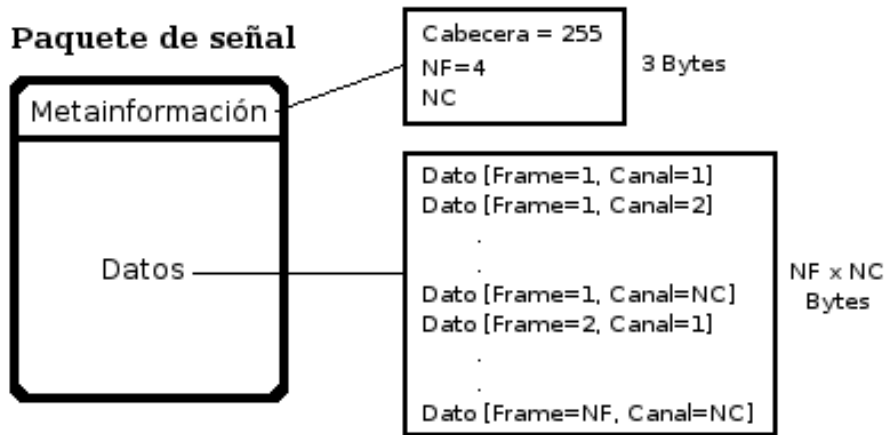 Paquete de señal
Metainformación
Datos
Cabecera = 255
NF=4
NC
3 Bytes
Dato [Frame=1, Canal=1]
Dato [Frame=1, Canal=2]
.
.
Dato [Frame=1, Canal=NC]
Dato [Frame=2, Canal=1]
.
.
Dato [Frame=NF, Canal=NC]
NF x NC
Bytes